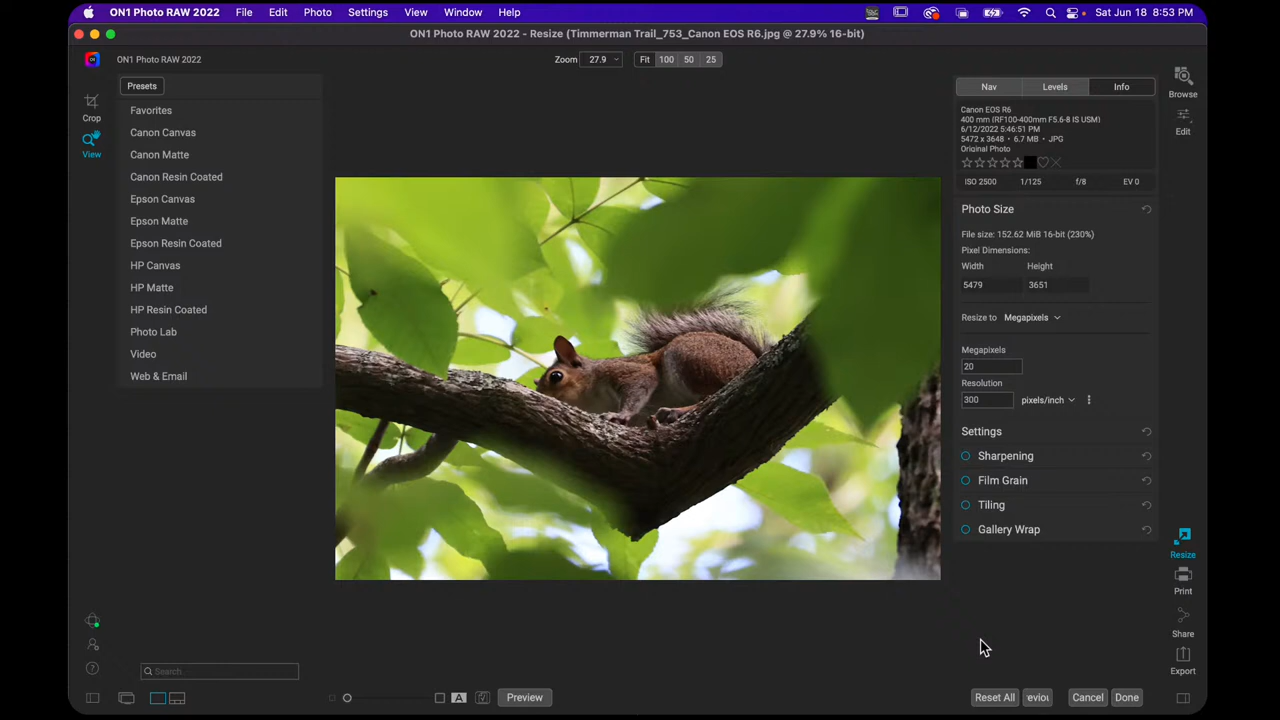 ON1 Photo RAW 2022 File Edit Photo Settings View Window Help Sat Jun 18 8:53 PM
ON1 Photo RAW 2022 - Resize (Timmerman Trail_753_Canon EOS R6.jpg @ 27.9% 16-bit)
ON1 Photo RAW 2022 Zoom 27.9 Fit 100 50 25
Presets
Favorites
Canon Canvas
Canon Matte
Canon Resin Coated
Epson Canvas
Epson Matte
Epson Resin Coated
HP Canvas
HP Matte
HP Resin Coated
Photo Lab
Video
Web & Email
Crop
View
Nav Levels Info
Canon EOS R6
400 mm (RF100-400mm F5.6-8 IS USM)
6/12/2022 5:46:51 PM
5472 x 3648 • 6.7 MB • JPG
Original Photo
ISO 2500 1/125 f/8 EV 0
Photo Size
File size: 152.62 MiB 16-bit (230%)
Pixel Dimensions:
Width Height
5479 3651
Resize to Megapixels
Megapixels
20
Resolution
300 pixels/inch
Settings
Sharpening
Film Grain
Tiling
Gallery Wrap
Browse
Edit
Resize
Print
Share
Export
Search
A Preview Reset All eviou Cancel Done